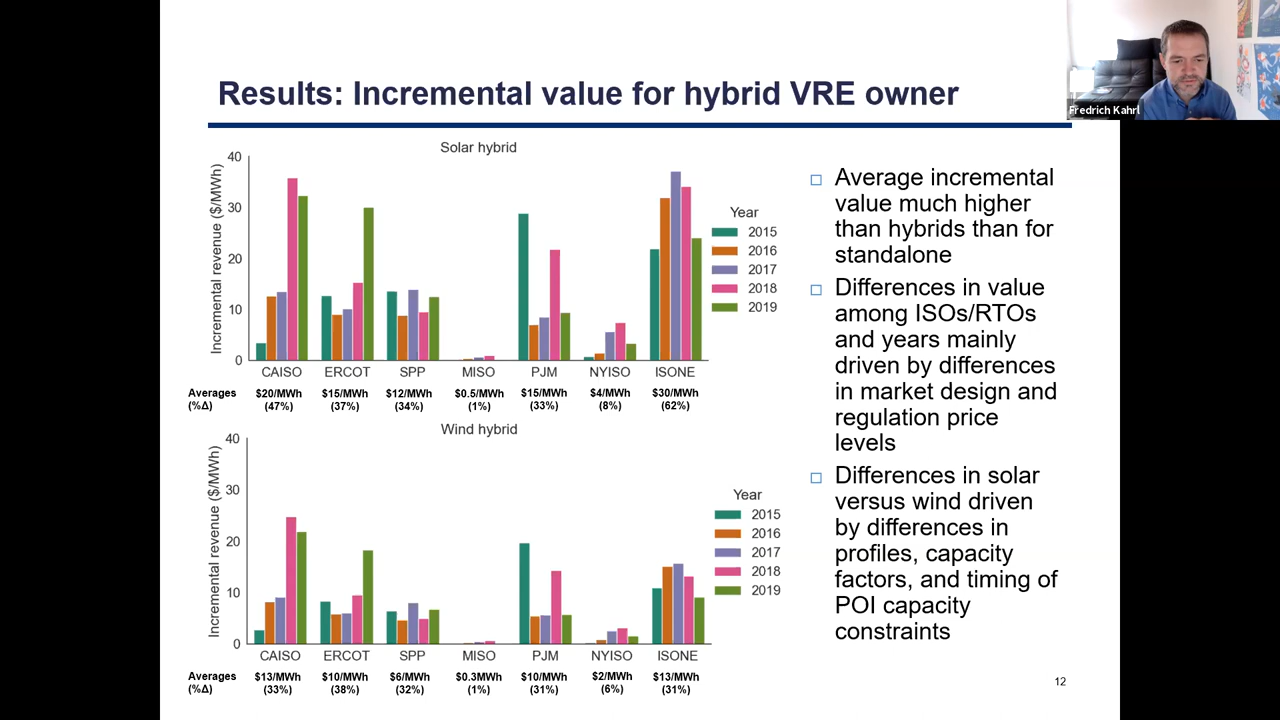 Results: Incremental value for hybrid VRE owner
Fredrich Kahrl
Solar hybrid
Incremental revenue ($/MWh)
40
30
20
10
0
CAISO ERCOT SPP MISO PJM NYISO ISONE
Year
2015
2016
2017
2018
2019
Averages $20/MWh $15/MWh $12/MWh $0.5/MWh $15/MWh $4/MWh $30/MWh
(%Δ) (47%) (37%) (34%) (1%) (33%) (8%) (62%)
Wind hybrid
Incremental revenue ($/MWh)
40
30
20
10
0
CAISO ERCOT SPP MISO PJM NYISO ISONE
Year
2015
2016
2017
2018
2019
Averages $13/MWh $10/MWh $6/MWh $0.3MWh $10/MWh $2/MWh $13/MWh
(%Δ) (33%) (38%) (32%) (1%) (31%) (6%) (31%)
Average incremental
value much higher
than hybrids than for
standalone
Differences in value
among ISOs/RTOs
and years mainly
driven by differences
in market design and
regulation price
levels
Differences in solar
versus wind driven
by differences in
profiles, capacity
factors, and timing of
POI capacity
constraints
12